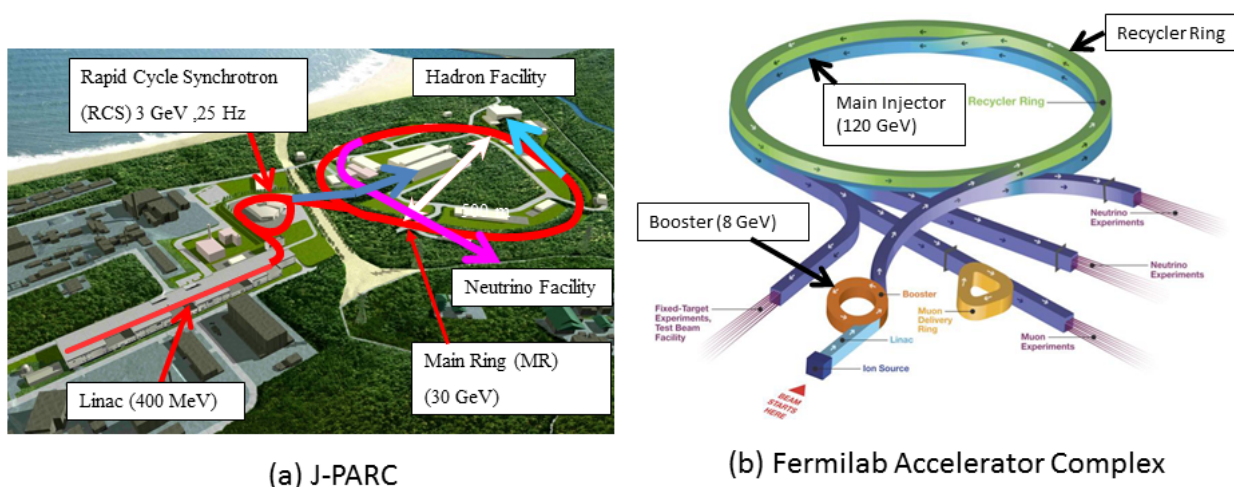 Rapid Cycle Synchrotron
(RCS) 3 GeV ,25 Hz
Hadron Facility
500 m
Neutrino Facility
Main Ring (MR)
(30 GeV)
Linac (400 MeV)
(a) J-PARC
Recycler Ring
Main Injector
(120 GeV)
Recycler Ring
Booster (8 GeV)
Neutrino
Experiments
Neutrino
Experiments
Fixed-Target
Experiments,
Test Beam
Facility
Booster
Muon
Delivery
Ring
Linac
Muon
Experiments
Ion Source
BEAM
STARTS
HERE
(b) Fermilab Accelerator Complex